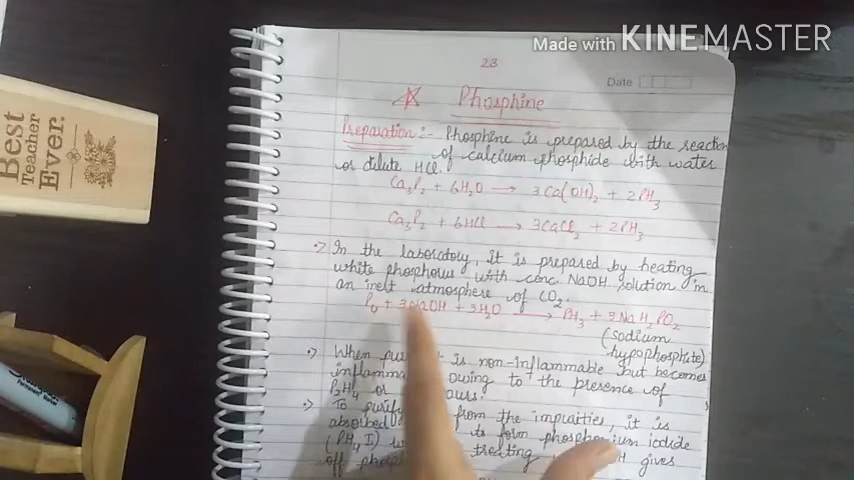 Made with KINEMASTER
23
Date
Phosphine
Preparation :- Phosphine is prepared by the reaction
of calcium phosphide with water
or dilute HCl.
Ca3P2 + 6H2O → 3Ca(OH)2 + 2PH3
Ca3P2 + 6HCl → 3CaCl2 + 2PH3
In the laboratory, it is prepared by heating
white phosphorus with conc. NaOH solution in
an inert atmosphere of CO2.
P4 + 3NaOH + 3H2O → PH3 + 3NaH2PO2
(sodium
hypophosphite)
When pure it is non-inflammable but becomes
inflammable owing to the presence of
P2H4 or
To purify from the impurities, it is
absorbed to form phosphonium iodide
(PH4I) treating gives
off
Best
Teacher
Ever.